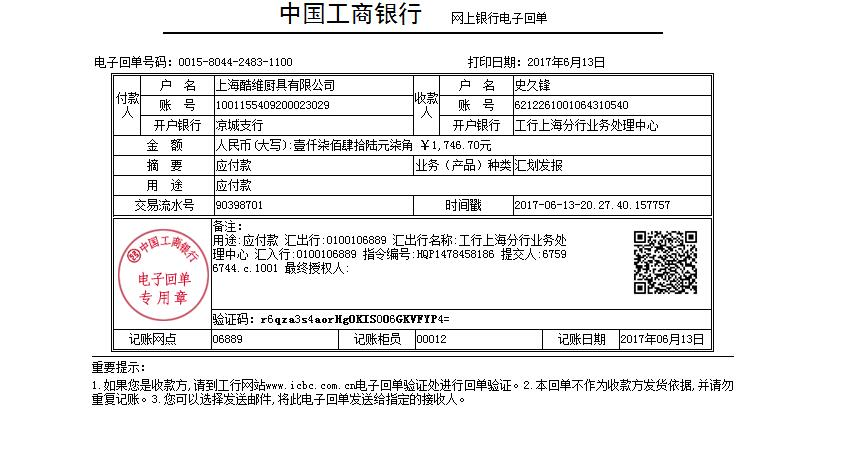 中国工商银行 网上银行电子回单
电子回单号码：0015-8044-2483-1100 打印日期：2017年6月13日
付款人 户 名 上海酷维厨具有限公司 收款人 户 名 史久锋
账 号 1001155409200023029 账 号 6212261001064310540
开户银行 凉城支行 开户银行 工行上海分行业务处理中心
金 额 人民币(大写):壹仟柒佰肆拾陆元柒角 ￥1,746.70元
摘 要 应付款 业务（产品）种类 汇划发报
用 途 应付款
交易流水号 90398701 时间戳 2017-06-13-20.27.40.157757
中国工商银行
电子回单
专用章
备注：
用途:应付款 汇出行:0100106889 汇出行名称:工行上海分行业务处
理中心 汇入行:0100106889 指令编号:HQP1478458186 提交人:6759
6744.c.1001 最终授权人:
验证码：r6qza3s4aorHgOKIS0O6GKVFYP4=
记账网点 06889 记账柜员 00012 记账日期 2017年06月13日
重要提示：
1.如果您是收款方,请到工行网站www.icbc.com.cn电子回单验证处进行回单验证。2.本回单不作为收款方发货依据,并请勿
重复记账。3.您可以选择发送邮件,将此电子回单发送给指定的接收人。